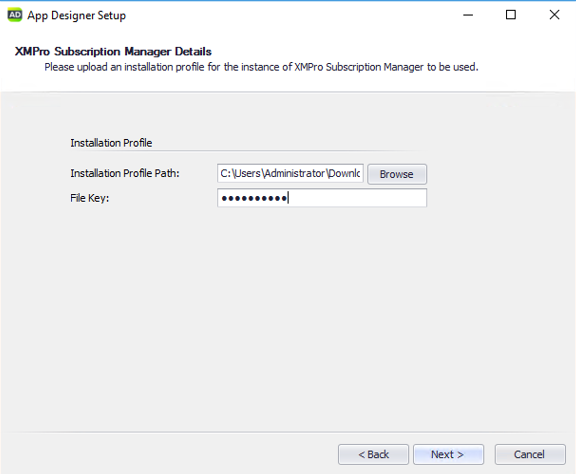 AD App Designer Setup
XMPro Subscription Manager Details
Please upload an installation profile for the instance of XMPro Subscription Manager to be used.
Installation Profile
Installation Profile Path: C:\Users\Administrator\Downlo Browse
File Key: ●●●●●●●●●●
< Back Next > Cancel